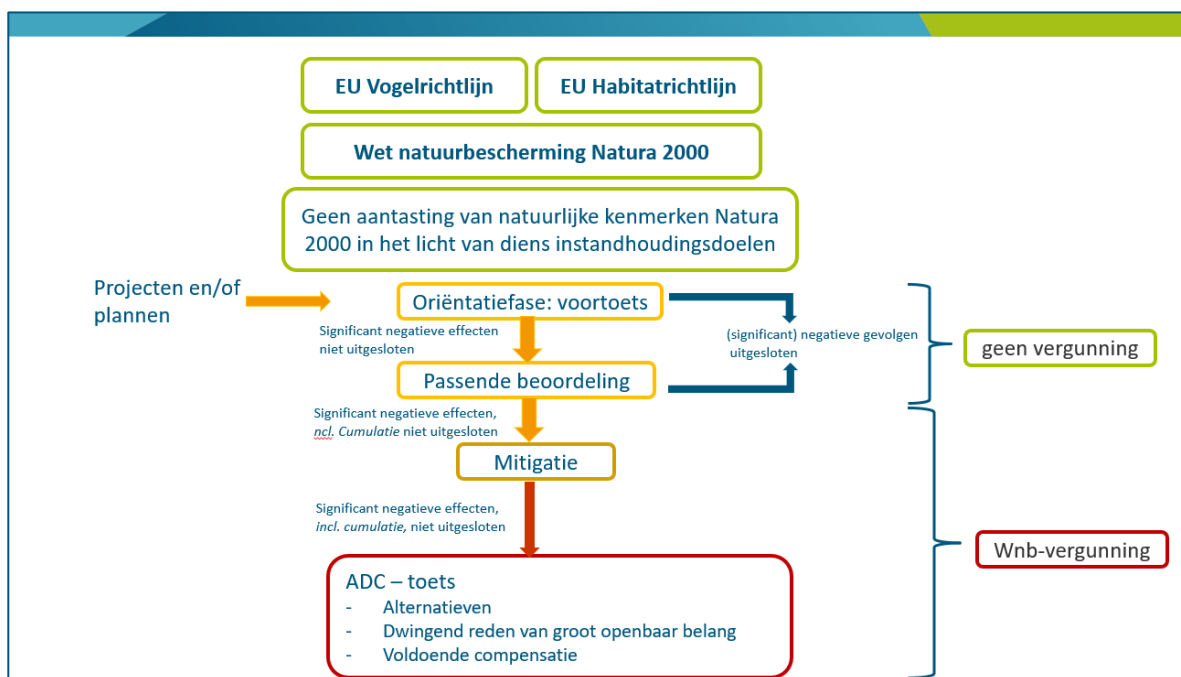 EU Vogelrichtlijn
EU Habitatrichtlijn
Wet natuurbescherming Natura 2000
Geen aantasting van natuurlijke kenmerken Natura
2000 in het licht van diens instandhoudingsdoelen
Projecten en/of
plannen
Oriëntatiefase: voortoets
Significant negatieve effecten
niet uitgesloten
(significant) negatieve gevolgen
uitgesloten
geen vergunning
Passende beoordeling
Significant negatieve effecten,
ncl. Cumulatie niet uitgesloten
Mitigatie
Significant negatieve effecten,
incl. cumulatie, niet uitgesloten
Wnb-vergunning
ADC – toets
- Alternatieven
- Dwingend reden van groot openbaar belang
- Voldoende compensatie